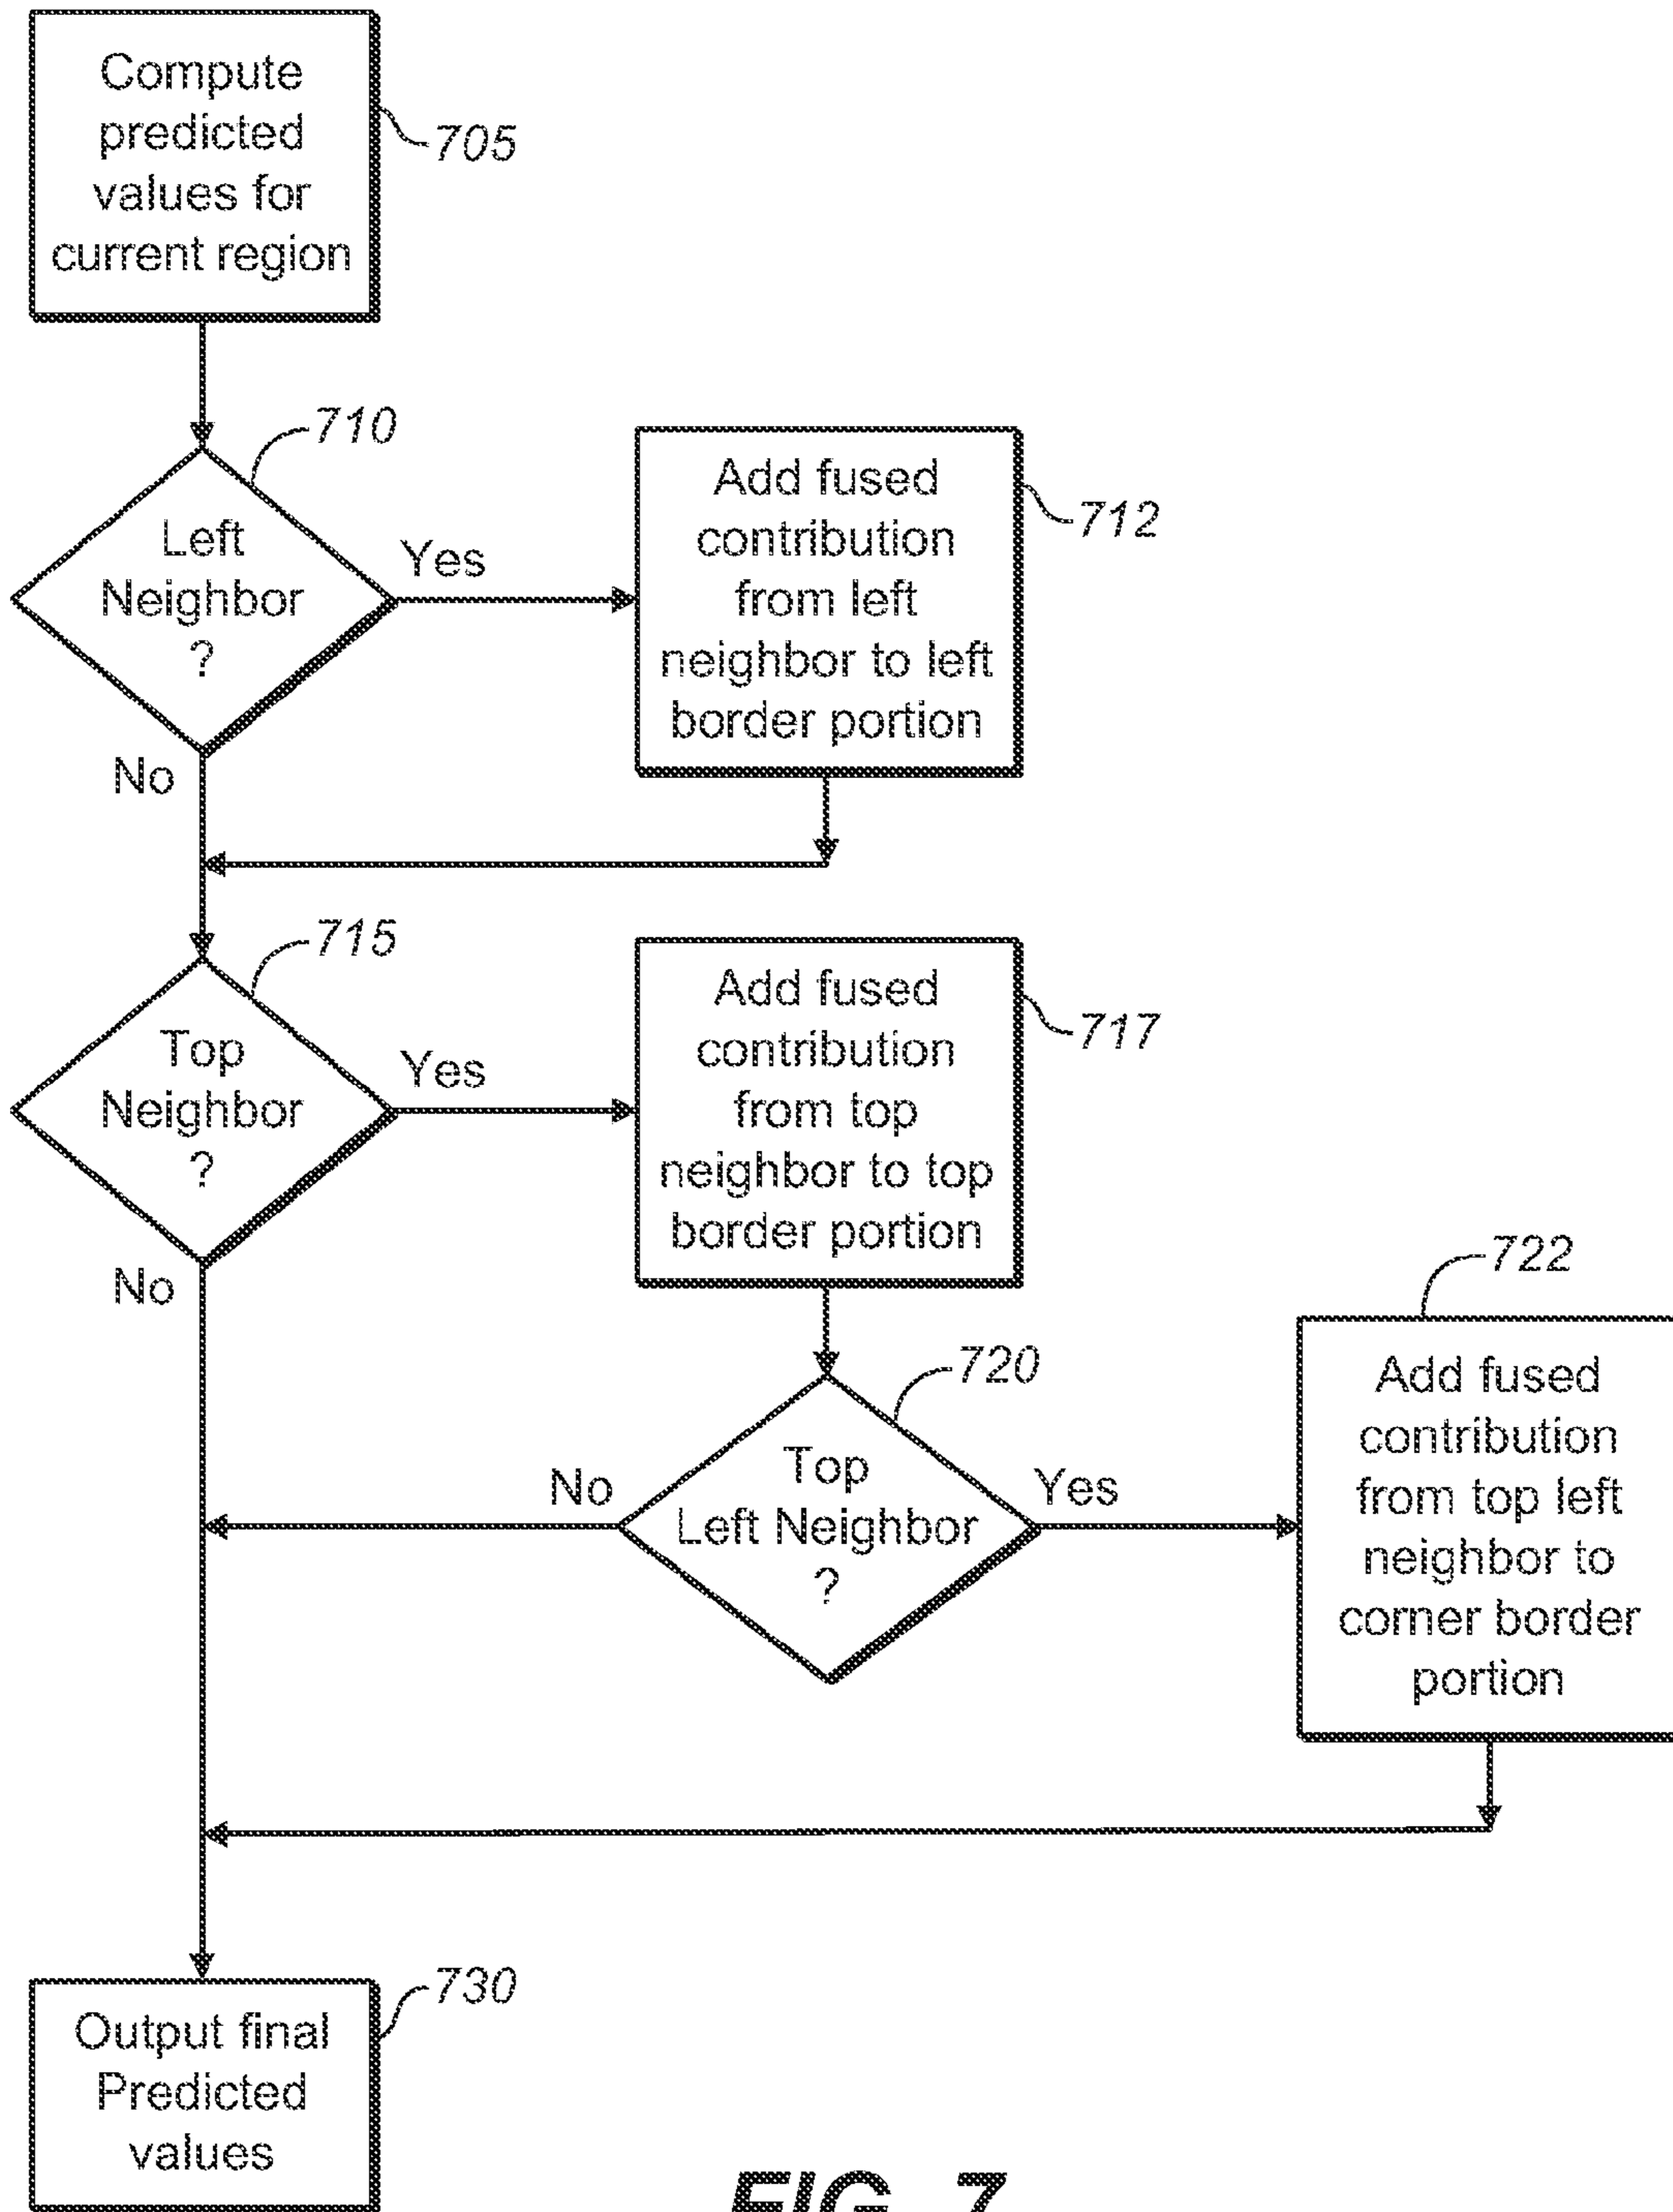 Compute
predicted
values for
current region
705
710
Left
Neighbor
?
Yes
No
Add fused
contribution
from left
neighbor to left
border portion
712
715
Top
Neighbor
?
Yes
No
Add fused
contribution
from top
neighbor to top
border portion
717
720
Top
Left Neighbor
?
No
Yes
722
Add fused
contribution
from top left
neighbor to
corner border
portion
730
Output final
Predicted
values
FIG. 7